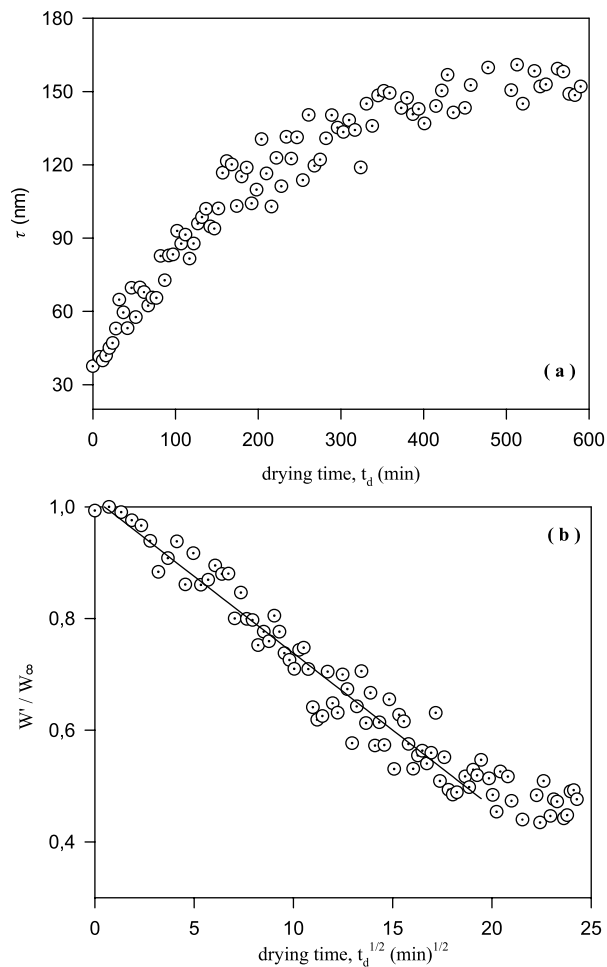 180
150
120
90
60
30
τ (nm)
( a )
0 100 200 300 400 500 600
drying time, t_d (min)
1,0
0,8
0,6
0,4
W' / W∞
( b )
0 5 10 15 20 25
drying time, t_d^1/2 (min)^1/2